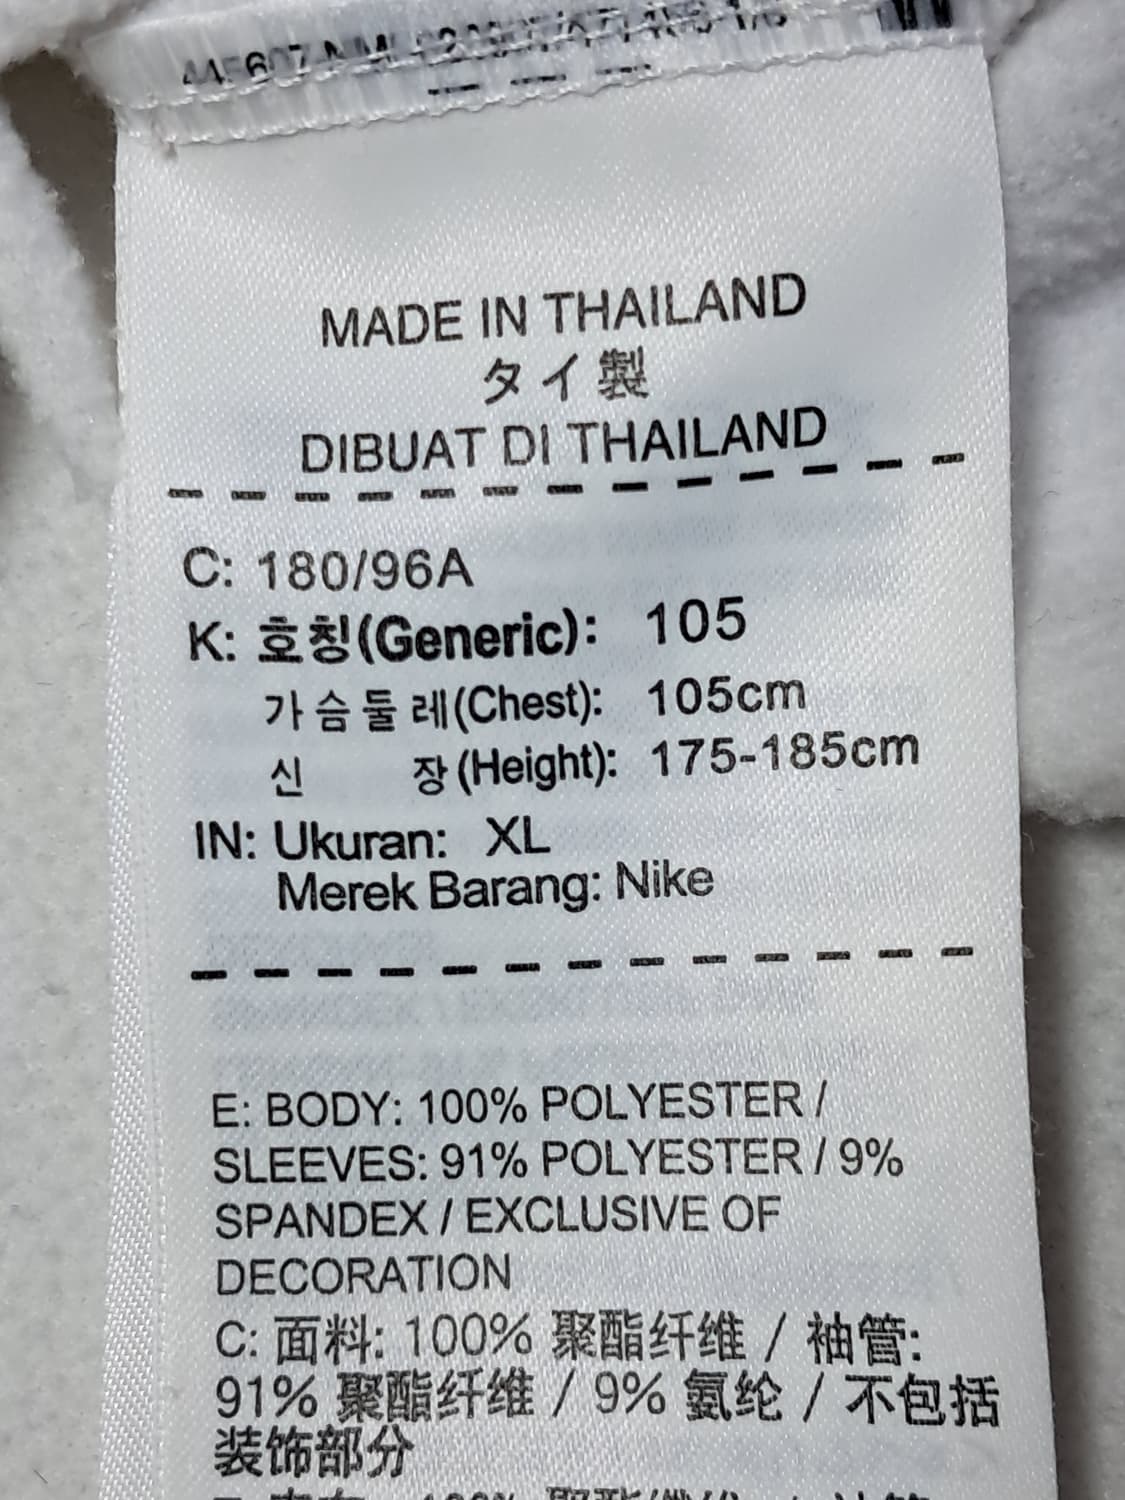 MADE IN THAILAND
タイ製
DIBUAT DI THAILAND
C: 180/96A
K: 호칭(Generic): 105
가슴둘레(Chest): 105cm
신 장(Height): 175-185cm
IN: Ukuran: XL
Merek Barang: Nike
E: BODY: 100% POLYESTER /
SLEEVES: 91% POLYESTER / 9%
SPANDEX / EXCLUSIVE OF
DECORATION
C: 面料: 100% 聚酯纤维 / 袖管:
91% 聚酯纤维 / 9% 氨纶 / 不包括
装饰部分